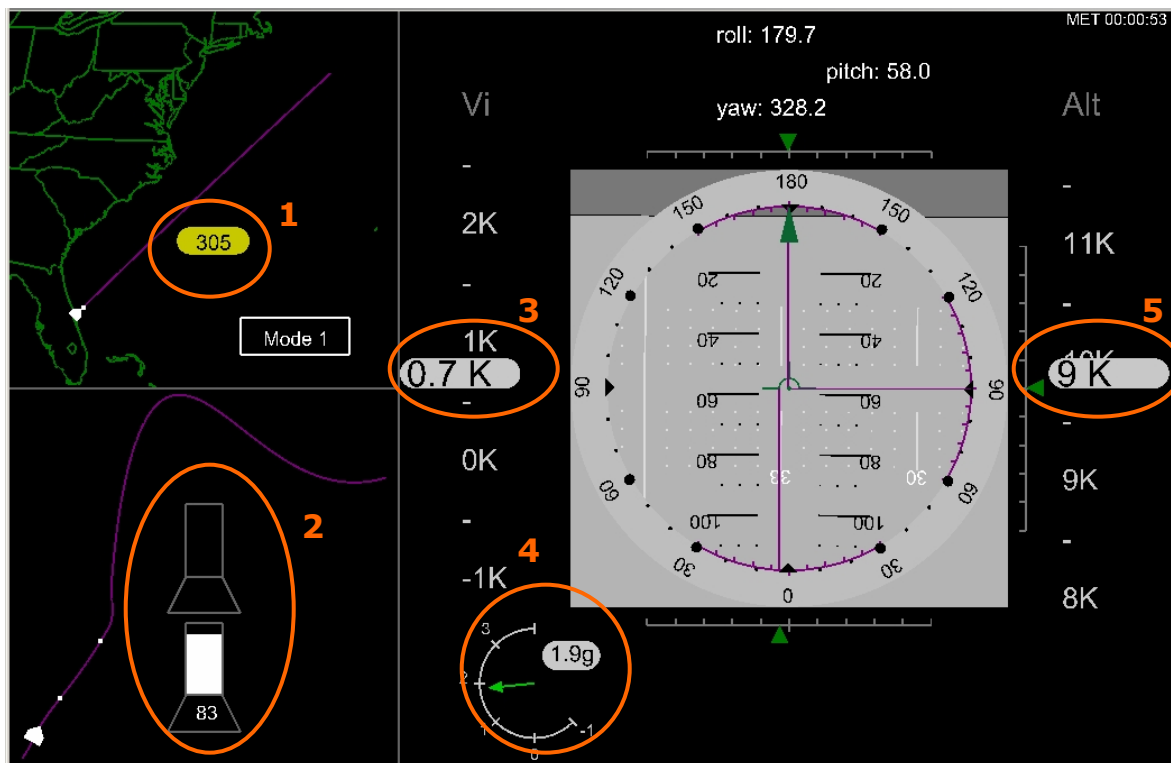 MET 00:00:53
roll: 179.7
pitch: 58.0
yaw: 328.2
Vi
Alt
1
305
Mode 1
2K
1K
0K
-1K
3
0.7 K
11K
10K
9K
8K
5
9 K
180
150
150
120
120
90
90
60
60
30
30
0
20
20
40
40
60
60
80
80
33
30
100
100
2
83
4
3
2
1
0
-1
1.9g